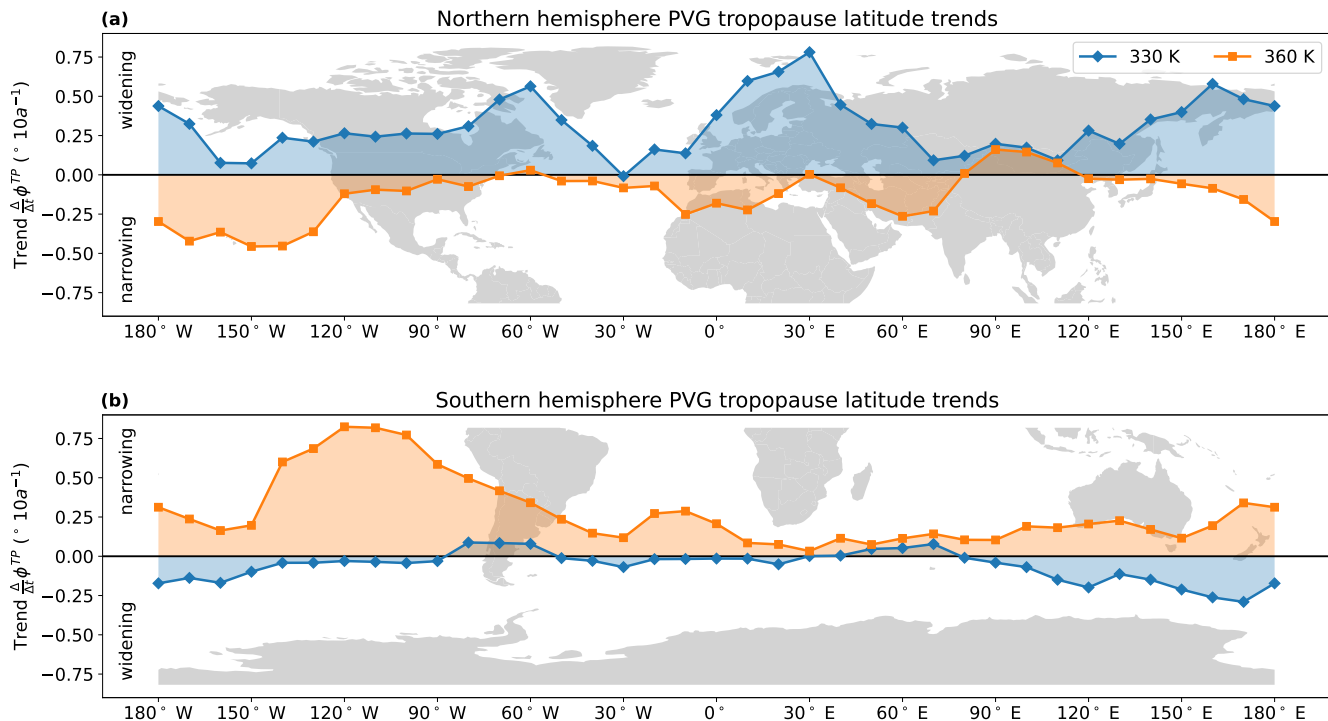 (a) Northern hemisphere PVG tropopause latitude trends
330 K 360 K
Trend Δ/Δt ϕ^TP (° 10a⁻¹)
widening
narrowing
0.75
0.50
0.25
0.00
−0.25
−0.50
−0.75
180° W 150° W 120° W 90° W 60° W 30° W 0° 30° E 60° E 90° E 120° E 150° E 180° E
(b) Southern hemisphere PVG tropopause latitude trends
Trend Δ/Δt ϕ^TP (° 10a⁻¹)
narrowing
widening
0.75
0.50
0.25
0.00
−0.25
−0.50
−0.75
180° W 150° W 120° W 90° W 60° W 30° W 0° 30° E 60° E 90° E 120° E 150° E 180° E